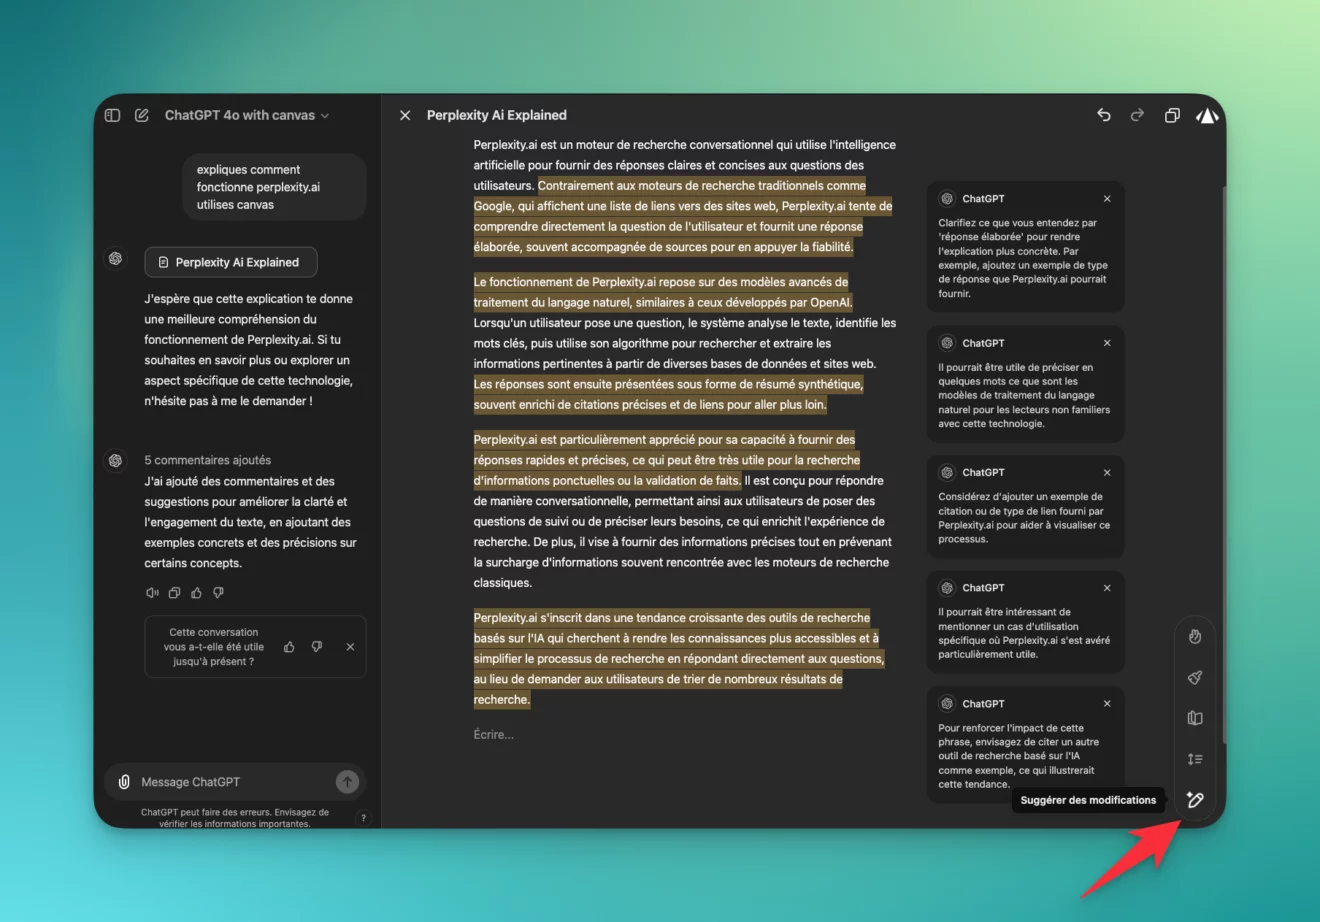 ChatGPT 4o with canvas
expliques comment
fonctionne perplexity.ai
utilises canvas
Perplexity Ai Explained
J'espère que cette explication te donne
une meilleure compréhension du
fonctionnement de Perplexity.ai. Si tu
souhaites en savoir plus ou explorer un
aspect spécifique de cette technologie,
n'hésite pas à me le demander !
5 commentaires ajoutés
J'ai ajouté des commentaires et des
suggestions pour améliorer la clarté et
l'engagement du texte, en ajoutant des
exemples concrets et des précisions sur
certains concepts.
Cette conversation
vous a-t-elle été utile
jusqu'à présent ?
Message ChatGPT
ChatGPT peut faire des erreurs. Envisagez de
vérifier les informations importantes.
?
Perplexity Ai Explained
Perplexity.ai est un moteur de recherche conversationnel qui utilise l'intelligence
artificielle pour fournir des réponses claires et concises aux questions des
utilisateurs. Contrairement aux moteurs de recherche traditionnels comme
Google, qui affichent une liste de liens vers des sites web, Perplexity.ai tente de
comprendre directement la question de l'utilisateur et fournit une réponse
élaborée, souvent accompagnée de sources pour en appuyer la fiabilité.
Le fonctionnement de Perplexity.ai repose sur des modèles avancés de
traitement du langage naturel, similaires à ceux développés par OpenAI.
Lorsqu'un utilisateur pose une question, le système analyse le texte, identifie les
mots clés, puis utilise son algorithme pour rechercher et extraire les
informations pertinentes à partir de diverses bases de données et sites web.
Les réponses sont ensuite présentées sous forme de résumé synthétique,
souvent enrichi de citations précises et de liens pour aller plus loin.
Perplexity.ai est particulièrement apprécié pour sa capacité à fournir des
réponses rapides et précises, ce qui peut être très utile pour la recherche
d'informations ponctuelles ou la validation de faits. Il est conçu pour répondre
de manière conversationnelle, permettant ainsi aux utilisateurs de poser des
questions de suivi ou de préciser leurs besoins, ce qui enrichit l'expérience de
recherche. De plus, il vise à fournir des informations précises tout en prévenant
la surcharge d'informations souvent rencontrée avec les moteurs de recherche
classiques.
Perplexity.ai s'inscrit dans une tendance croissante des outils de recherche
basés sur l'IA qui cherchent à rendre les connaissances plus accessibles et à
simplifier le processus de recherche en répondant directement aux questions,
au lieu de demander aux utilisateurs de trier de nombreux résultats de
recherche.
Écrire...
ChatGPT
Clarifiez ce que vous entendez par
'réponse élaborée' pour rendre
l'explication plus concrète. Par
exemple, ajoutez un exemple de type
de réponse que Perplexity.ai pourrait
fournir.
ChatGPT
Il pourrait être utile de préciser en
quelques mots ce que sont les
modèles de traitement du langage
naturel pour les lecteurs non familiers
avec cette technologie.
ChatGPT
Considérez d'ajouter un exemple de
citation ou de type de lien fourni par
Perplexity.ai pour aider à visualiser ce
processus.
ChatGPT
Il pourrait être intéressant de
mentionner un cas d'utilisation
spécifique où Perplexity.ai s'est avéré
particulièrement utile.
ChatGPT
Pour renforcer l'impact de cette
phrase, envisagez de citer un autre
outil de recherche basé sur l'IA
comme exemple, ce qui illustrerait
cette tendance.
Suggérer des modifications